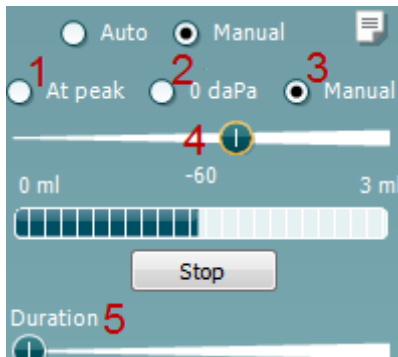 Auto Manual
1 At peak 2 0 daPa 3 Manual
4
0 ml -60 3 ml
Stop
Duration 5